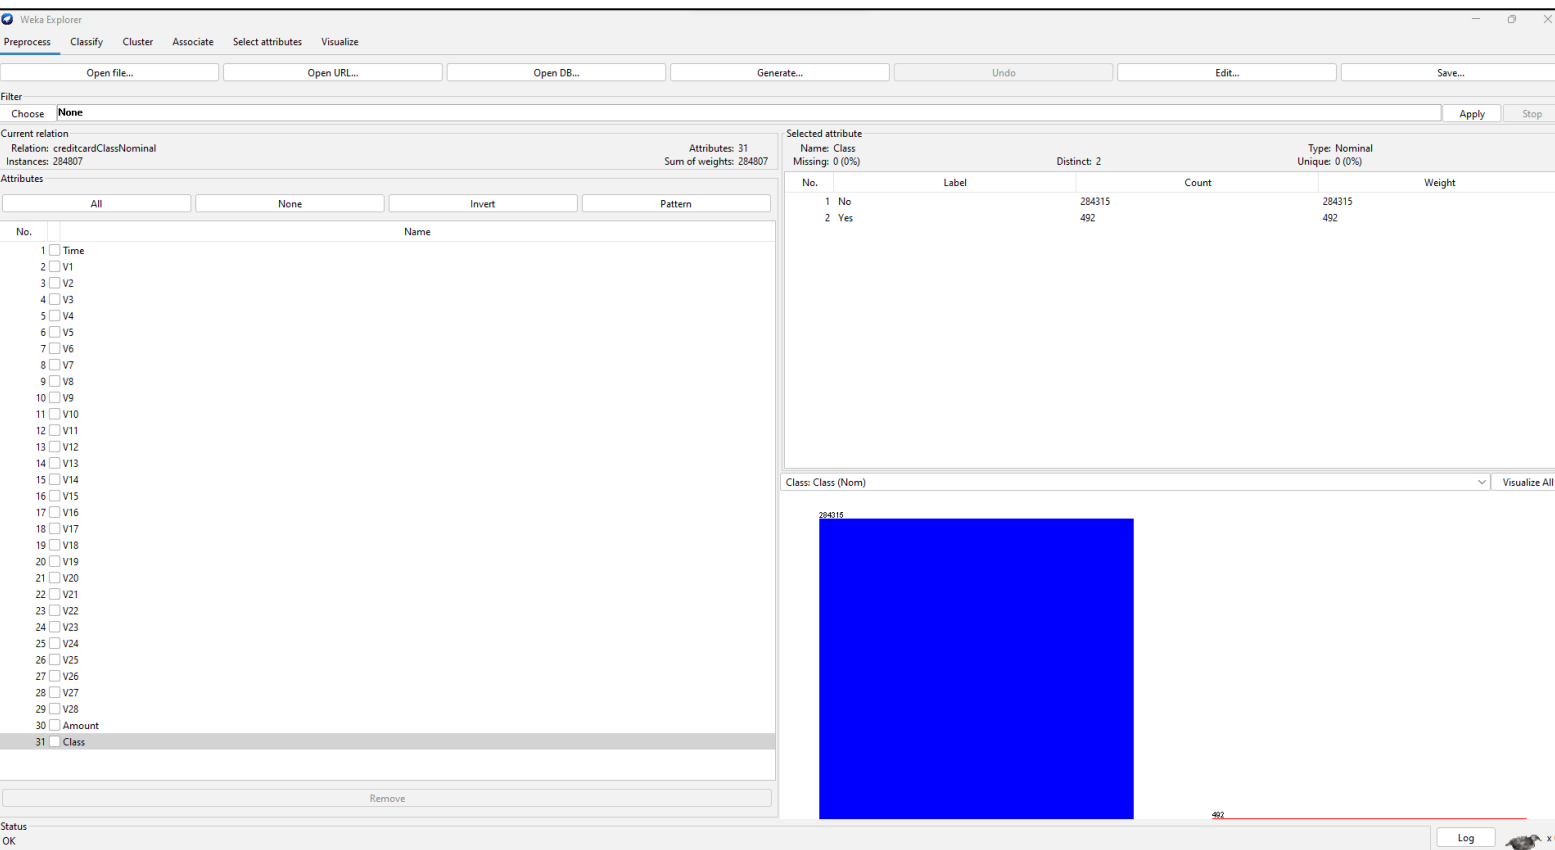 Weka Explorer
Preprocess Classify Cluster Associate Select attributes Visualize
Open file... Open URL... Open DB... Generate... Undo Edit... Save...
Filter
Choose None Apply Stop
Current relation
Relation: creditcardClassNominal Attributes: 31
Instances: 284807 Sum of weights: 284807
Attributes
All None Invert Pattern
No. Name
1 Time
2 V1
3 V2
4 V3
5 V4
6 V5
7 V6
8 V7
9 V8
10 V9
11 V10
12 V11
13 V12
14 V13
15 V14
16 V15
17 V16
18 V17
19 V18
20 V19
21 V20
22 V21
23 V22
24 V23
25 V24
26 V25
27 V26
28 V27
29 V28
30 Amount
31 Class
Remove
Selected attribute
Name: Class Type: Nominal
Missing: 0 (0%) Distinct: 2 Unique: 0 (0%)
No. Label Count Weight
1 No 284315 284315
2 Yes 492 492
Class: Class (Nom) Visualize All
284315
492
Status
OK
Log x